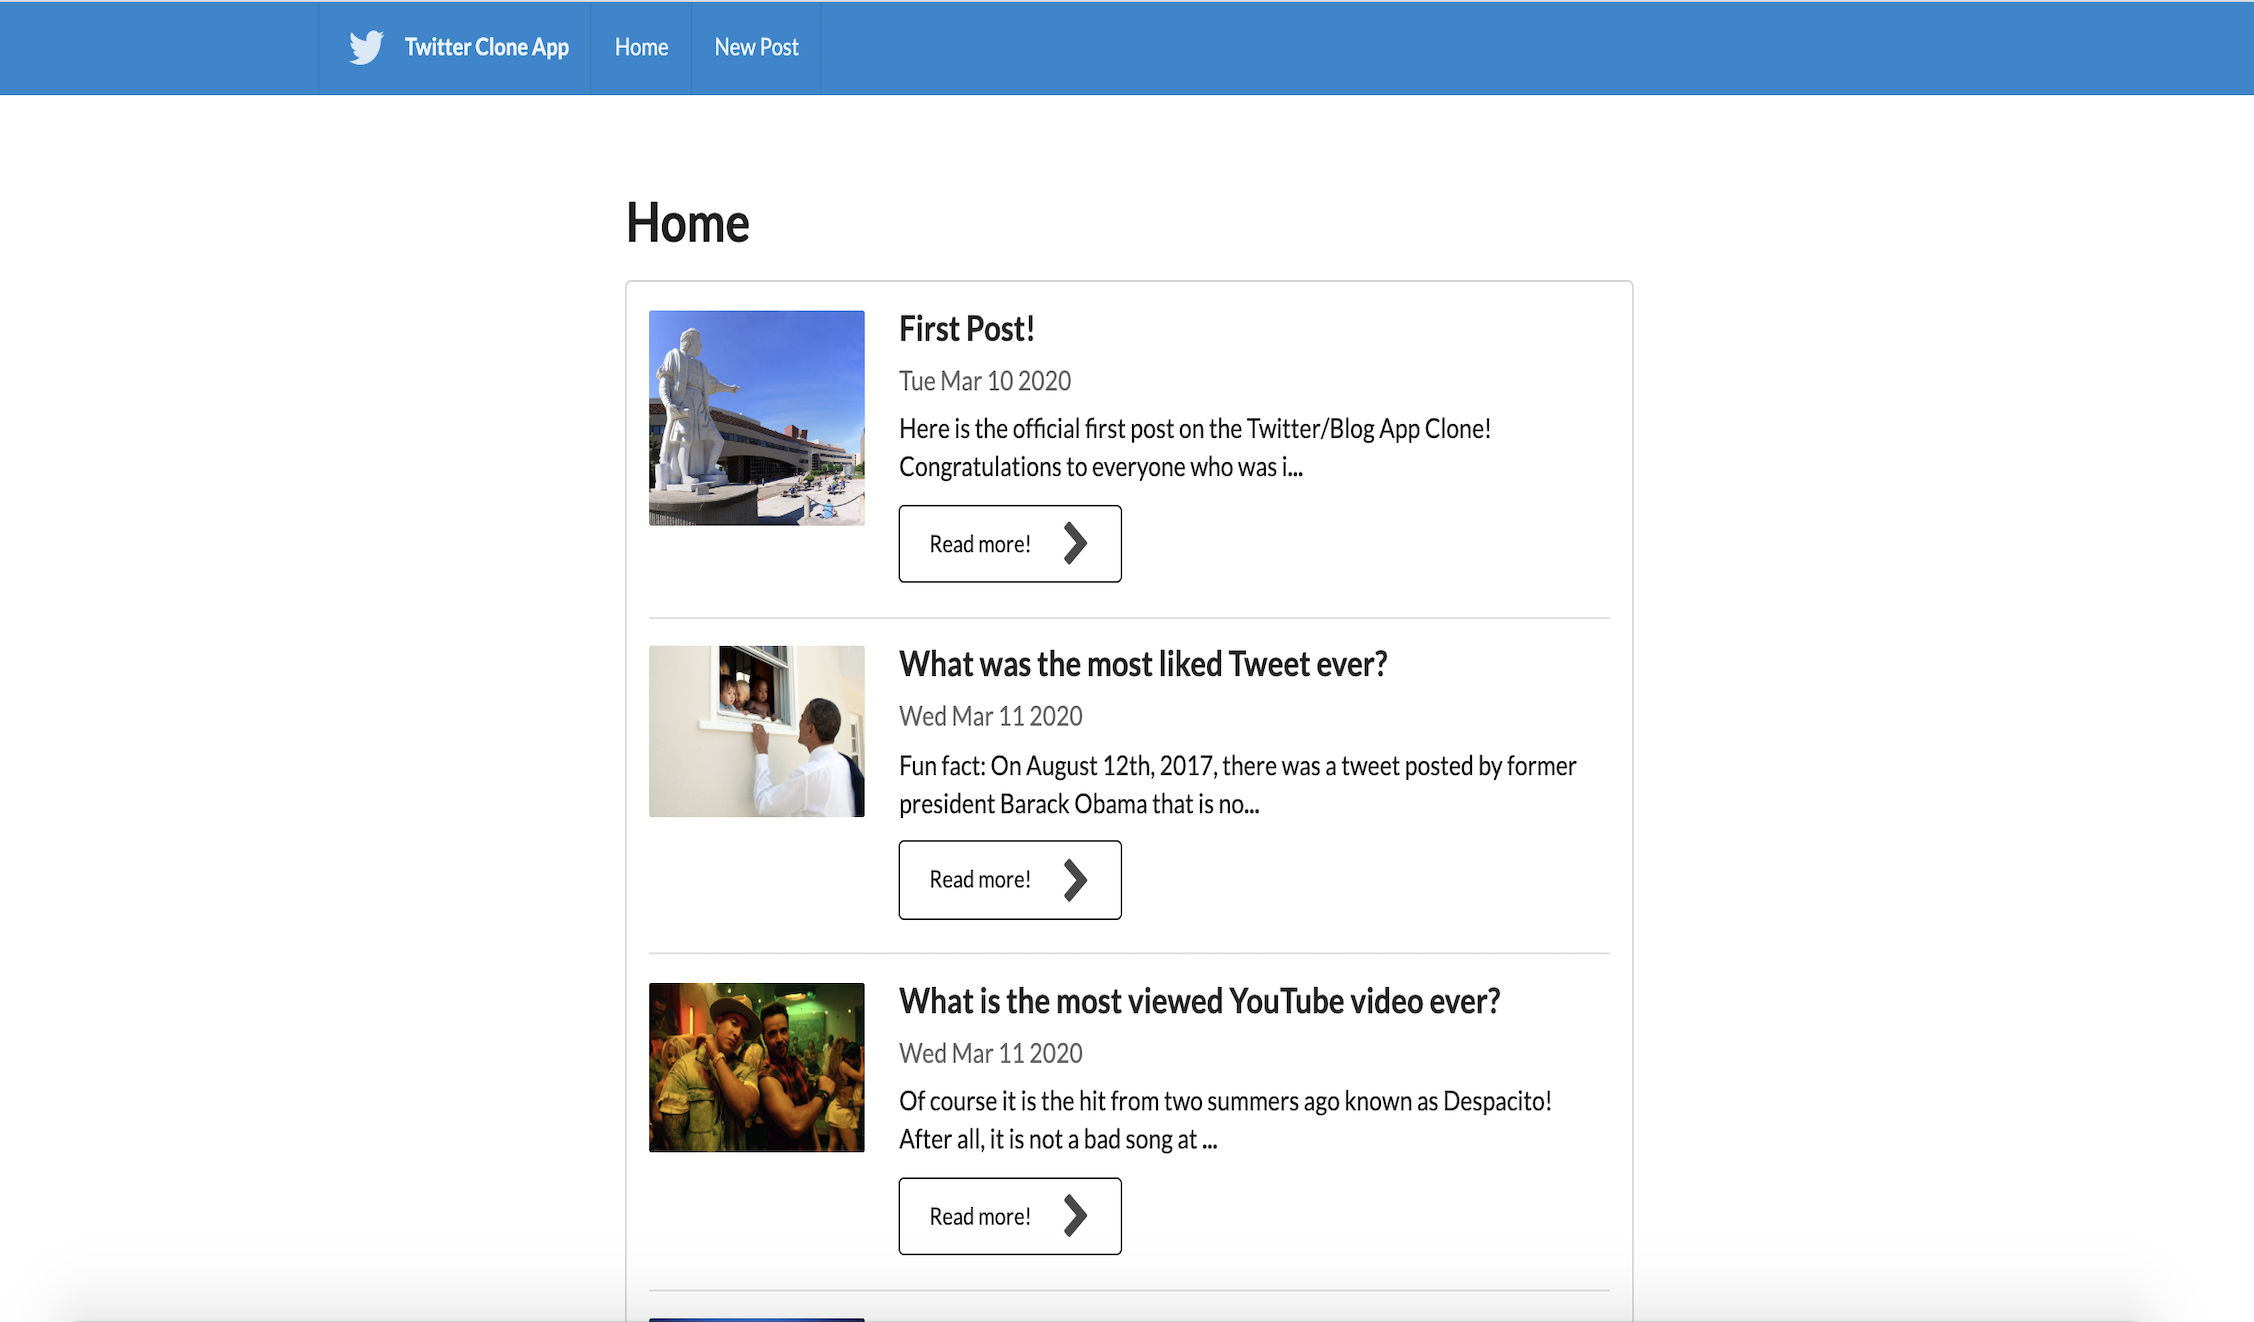 Twitter Clone App
Home
New Post
Home
First Post!
Tue Mar 10 2020
Here is the official first post on the Twitter/Blog App Clone!
Congratulations to everyone who was i...
Read more!
What was the most liked Tweet ever?
Wed Mar 11 2020
Fun fact: On August 12th, 2017, there was a tweet posted by former
president Barack Obama that is no...
Read more!
What is the most viewed YouTube video ever?
Wed Mar 11 2020
Of course it is the hit from two summers ago known as Despacito!
After all, it is not a bad song at ...
Read more!